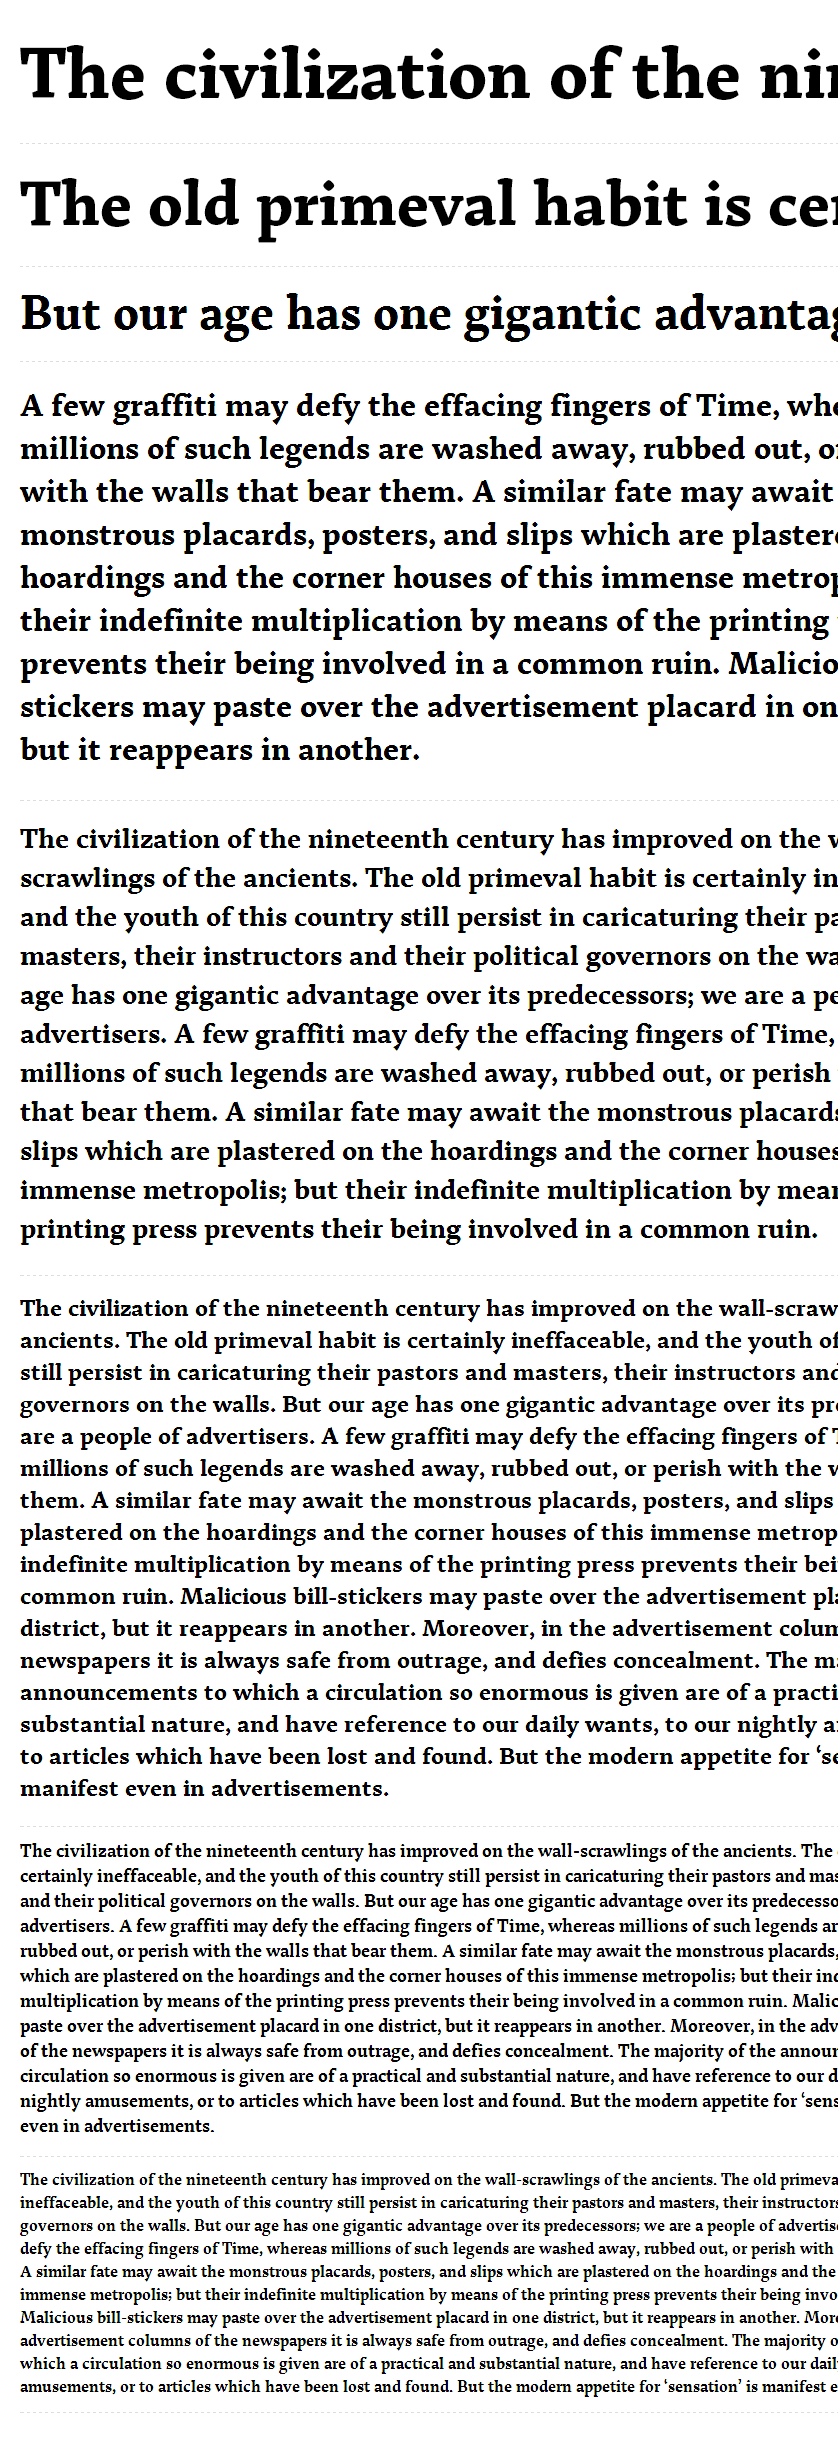 The civilization of the
The old primeval habit is
But our age has one gigantic
A few graffiti may defy the effacing fingers of Time,
millions of such legends are washed away, rubbed out,
with the walls that bear them. A similar fate may await
monstrous placards, posters, and slips which are
hoardings and the corner houses of this immense
their indefinite multiplication by means of the printing
prevents their being involved in a common ruin.
stickers may paste over the advertisement placard in
but it reappears in another.
The civilization of the nineteenth century has improved on the
scrawlings of the ancients. The old primeval habit is certainly
and the youth of this country still persist in caricaturing their
masters, their instructors and their political governors on the
age has one gigantic advantage over its predecessors; we are a
advertisers. A few graffiti may defy the effacing fingers of Time,
millions of such legends are washed away, rubbed out, or perish
that bear them. A similar fate may await the monstrous
slips which are plastered on the hoardings and the corner houses
immense metropolis; but their indefinite multiplication by
printing press prevents their being involved in a common ruin.
The civilization of the nineteenth century has improved on the
ancients. The old primeval habit is certainly ineffaceable, and the youth of
still persist in caricaturing their pastors and masters, their instructors and
governors on the walls. But our age has one gigantic advantage over its
are a people of advertisers. A few graffiti may defy the effacing fingers of
millions of such legends are washed away, rubbed out, or perish with the
them. A similar fate may await the monstrous placards, posters, and slips
plastered on the hoardings and the corner houses of this immense
indefinite multiplication by means of the printing press prevents their
common ruin. Malicious bill-stickers may paste over the advertisement
district, but it reappears in another. Moreover, in the advertisement
newspapers it is always safe from outrage, and defies concealment. The
announcements to which a circulation so enormous is given are of a
substantial nature, and have reference to our daily wants, to our nightly
to articles which have been lost and found. But the modern appetite for
manifest even in advertisements.
The civilization of the nineteenth century has improved on the wall-scrawlings of the ancients. The
certainly ineffaceable, and the youth of this country still persist in caricaturing their pastors and
and their political governors on the walls. But our age has one gigantic advantage over its
advertisers. A few graffiti may defy the effacing fingers of Time, whereas millions of such legends
rubbed out, or perish with the walls that bear them. A similar fate may await the monstrous placards,
which are plastered on the hoardings and the corner houses of this immense metropolis; but their
multiplication by means of the printing press prevents their being involved in a common ruin.
paste over the advertisement placard in one district, but it reappears in another. Moreover, in the
of the newspapers it is always safe from outrage, and defies concealment. The majority of the
circulation so enormous is given are of a practical and substantial nature, and have reference to our
nightly amusements, or to articles which have been lost and found. But the modern appetite for
even in advertisements.
The civilization of the nineteenth century has improved on the wall-scrawlings of the ancients. The old
ineffaceable, and the youth of this country still persist in caricaturing their pastors and masters, their
governors on the walls. But our age has one gigantic advantage over its predecessors; we are a people of
defy the effacing fingers of Time, whereas millions of such legends are washed away, rubbed out, or perish with
A similar fate may await the monstrous placards, posters, and slips which are plastered on the hoardings and the
immense metropolis; but their indefinite multiplication by means of the printing press prevents their being
Malicious bill-stickers may paste over the advertisement placard in one district, but it reappears in another.
advertisement columns of the newspapers it is always safe from outrage, and defies concealment. The majority
which a circulation so enormous is given are of a practical and substantial nature, and have reference to our
amusements, or to articles which have been lost and found. But the modern appetite for ‘sensation’ is manifest